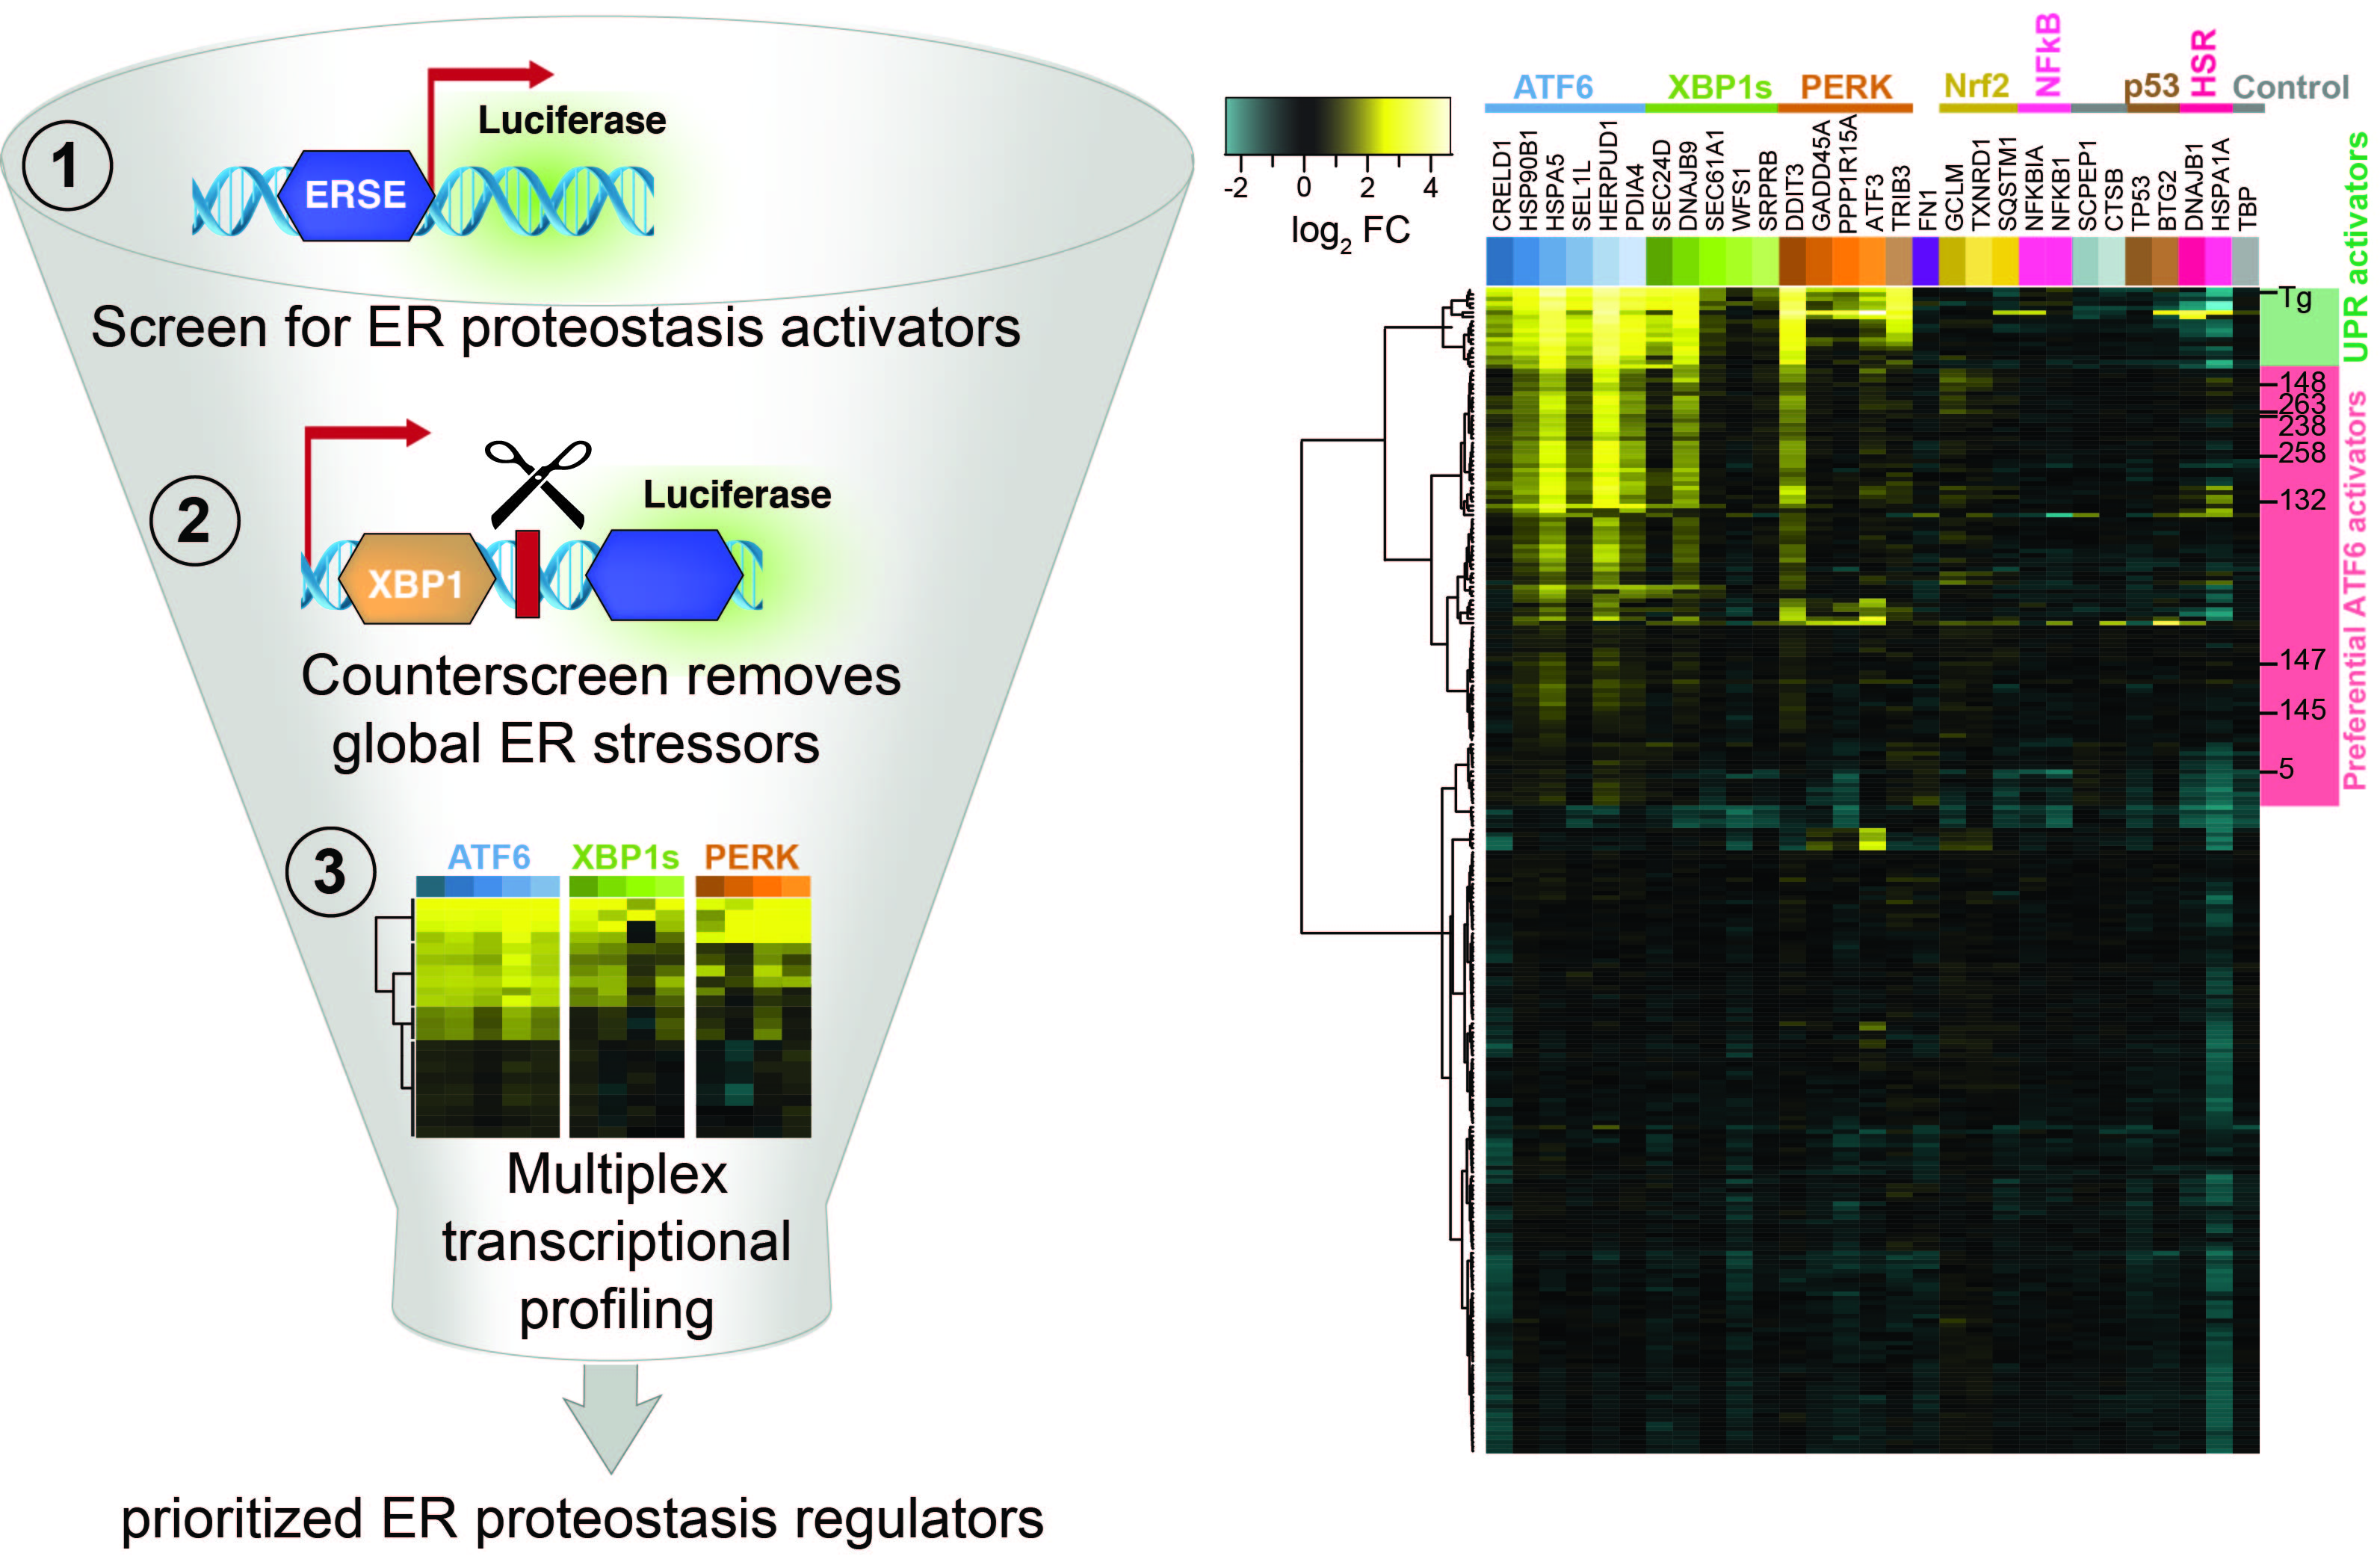 1
Luciferase
ERSE
Screen for ER proteostasis activators
2
Luciferase
XBP1
Counterscreen removes
global ER stressors
3
ATF6 XBP1s PERK
Multiplex
transcriptional
profiling
prioritized ER proteostasis regulators
-2 0 2 4
log2 FC
ATF6 XBP1s PERK Nrf2 NFkB p53 HSR Control
CRELD1
HSP90B1
HSPA5
SEL1L
HERPUD1
PDIA4
SEC24D
DNAJB9
SEC61A1
WFS1
SRPRB
DDIT3
GADD45A
PPP1R15A
ATF3
TRIB3
FN1
GCLM
TXNRD1
SQSTM1
NFKBIA
NFKB1
SCPEP1
CTSB
TP53
BTG2
DNAJB1
HSPA1A
TBP
Tg
148
263
238
258
132
147
145
5
UPR activators
Preferential ATF6 activators